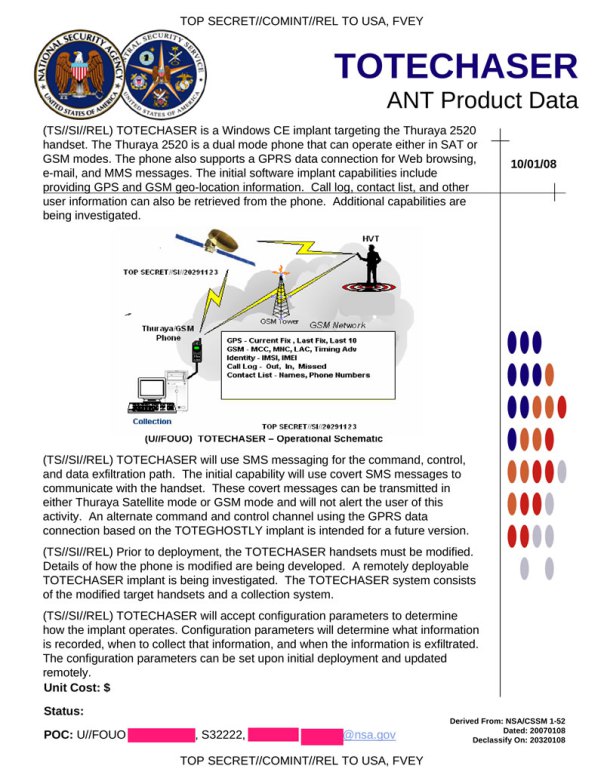 TOP SECRET//COMINT//REL TO USA, FVEY
NATIONAL SECURITY AGENCY
UNITED STATES OF AMERICA
CENTRAL SECURITY SERVICE
UNITED STATES OF AMERICA
TOTECHASER
ANT Product Data
(TS//SI//REL) TOTECHASER is a Windows CE implant targeting the Thuraya 2520
handset. The Thuraya 2520 is a dual mode phone that can operate either in SAT or
GSM modes. The phone also supports a GPRS data connection for Web browsing,
e-mail, and MMS messages. The initial software implant capabilities include
providing GPS and GSM geo-location information.  Call log, contact list, and other
user information can also be retrieved from the phone.  Additional capabilities are
being investigated.
10/01/08
HVT
TOP SECRET//SI//20291123
GSM Tower
GSM Network
Thuraya/GSM
Phone
GPS - Current Fix , Last Fix, Last 10
GSM - MCC, MNC, LAC, Timing Adv
Identity - IMSI, IMEI
Call Log - Out, In, Missed
Contact List - Names, Phone Numbers
Collection
TOP SECRET//SI//20291123
(U//FOUO)  TOTECHASER – Operational Schematic
(TS//SI//REL) TOTECHASER will use SMS messaging for the command, control,
and data exfiltration path.  The initial capability will use covert SMS messages to
communicate with the handset.  These covert messages can be transmitted in
either Thuraya Satellite mode or GSM mode and will not alert the user of this
activity.  An alternate command and control channel using the GPRS data
connection based on the TOTEGHOSTLY implant is intended for a future version.
(TS//SI//REL) Prior to deployment, the TOTECHASER handsets must be modified.
Details of how the phone is modified are being developed.  A remotely deployable
TOTECHASER implant is being investigated.  The TOTECHASER system consists
of the modified target handsets and a collection system.
(TS//SI//REL) TOTECHASER will accept configuration parameters to determine
how the implant operates. Configuration parameters will determine what information
is recorded, when to collect that information, and when the information is exfiltrated.
The configuration parameters can be set upon initial deployment and updated
remotely.
Unit Cost: $
Status:
POC: U//FOUO , S32222, @nsa.gov
Derived From: NSA/CSSM 1-52
Dated: 20070108
Declassify On: 20320108
TOP SECRET//COMINT//REL TO USA, FVEY